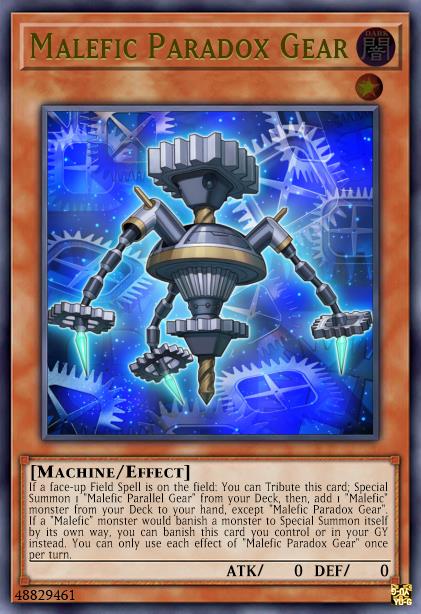 MALEFIC PARADOX GEAR
DARK
闇
[MACHINE/EFFECT]
If a face-up Field Spell is on the field: You can Tribute this card; Special
Summon 1 "Malefic Parallel Gear" from your Deck, then, add 1 "Malefic"
monster from your Deck to your hand, except "Malefic Paradox Gear".
If a "Malefic" monster would banish a monster to Special Summon itself
by its own way, you can banish this card you control or in your GY
instead. You can only use each effect of "Malefic Paradox Gear" once
per turn.
ATK/ 0 DEF/ 0
48829461